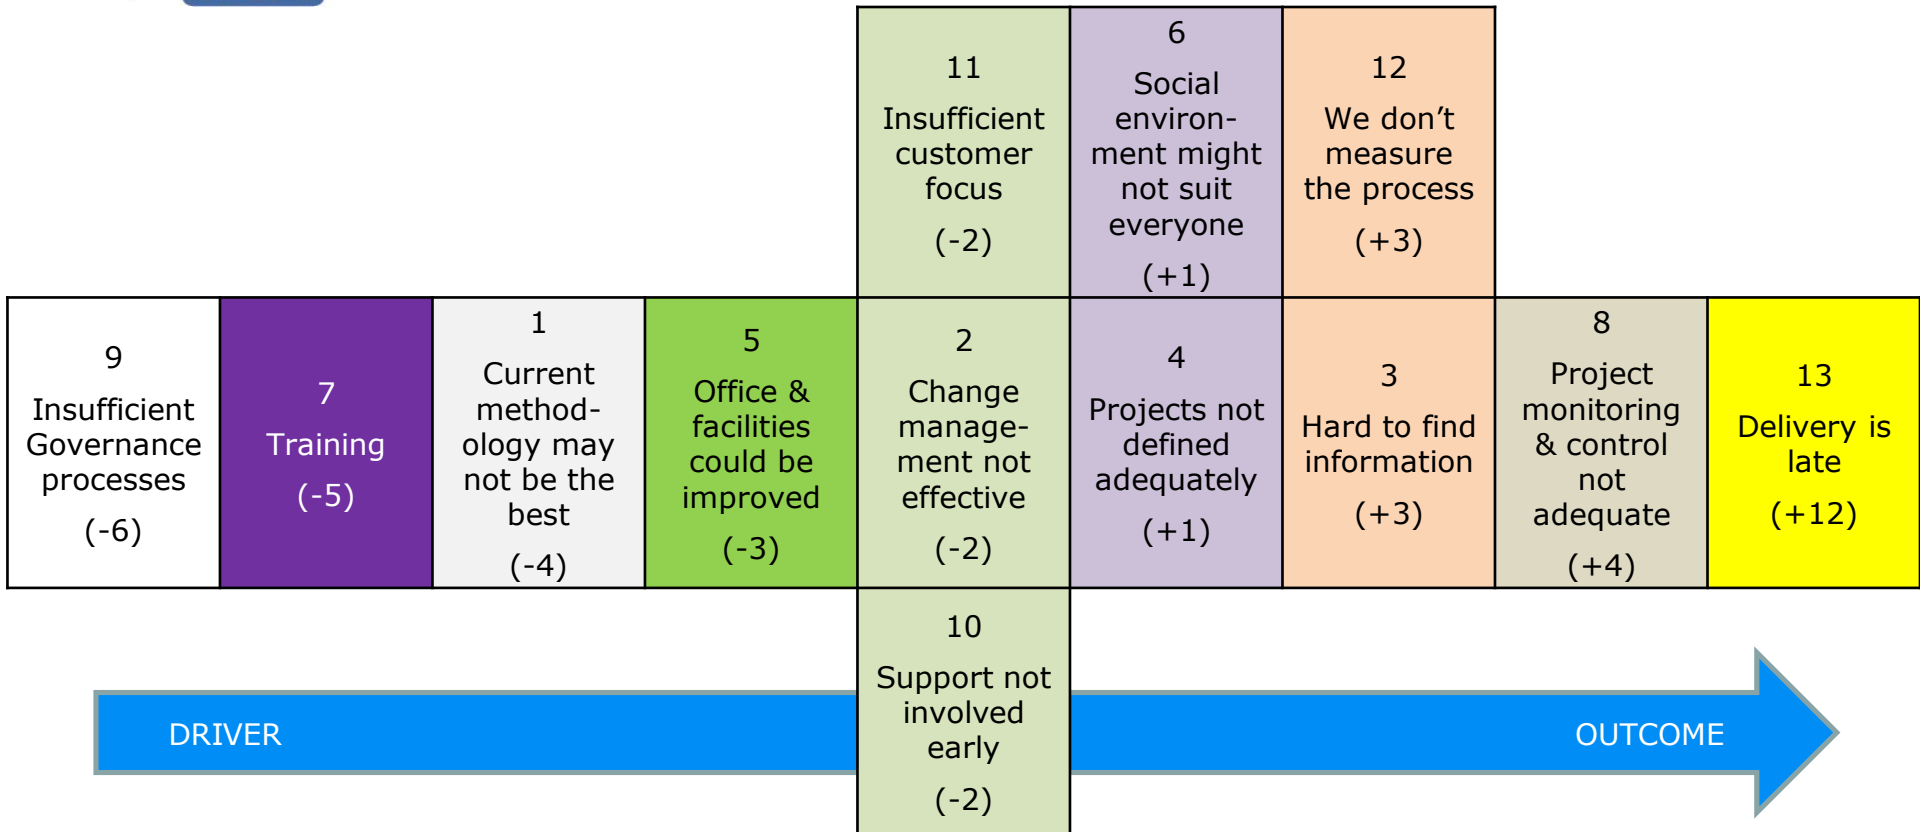 11
Insufficient
customer
focus
(-2)
6
Social
environ-
ment might
not suit
everyone
(+1)
12
We don’t
measure
the process
(+3)
9
Insufficient
Governance
processes
(-6)
7
Training
(-5)
1
Current
method-
ology may
not be the
best
(-4)
5
Office &
facilities
could be
improved
(-3)
2
Change
manage-
ment not
effective
(-2)
4
Projects not
defined
adequately
(+1)
3
Hard to find
information
(+3)
8
Project
monitoring
& control
not
adequate
(+4)
13
Delivery is
late
(+12)
10
Support not
involved
early
(-2)
DRIVER
OUTCOME